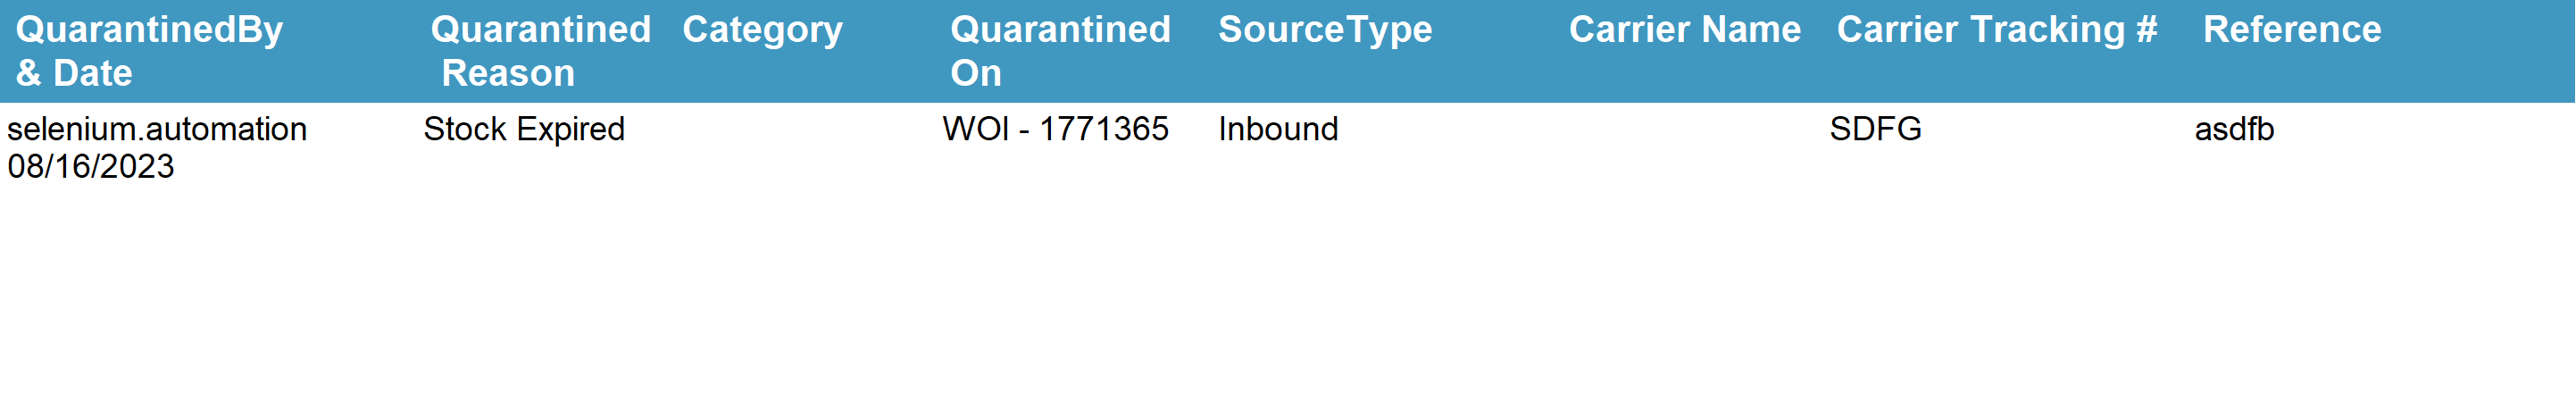 QuarantinedBy Quarantined Category Quarantined SourceType Carrier Name Carrier Tracking # Reference
& Date Reason On
selenium.automation Stock Expired WOI - 1771365 Inbound SDFG asdfb
08/16/2023